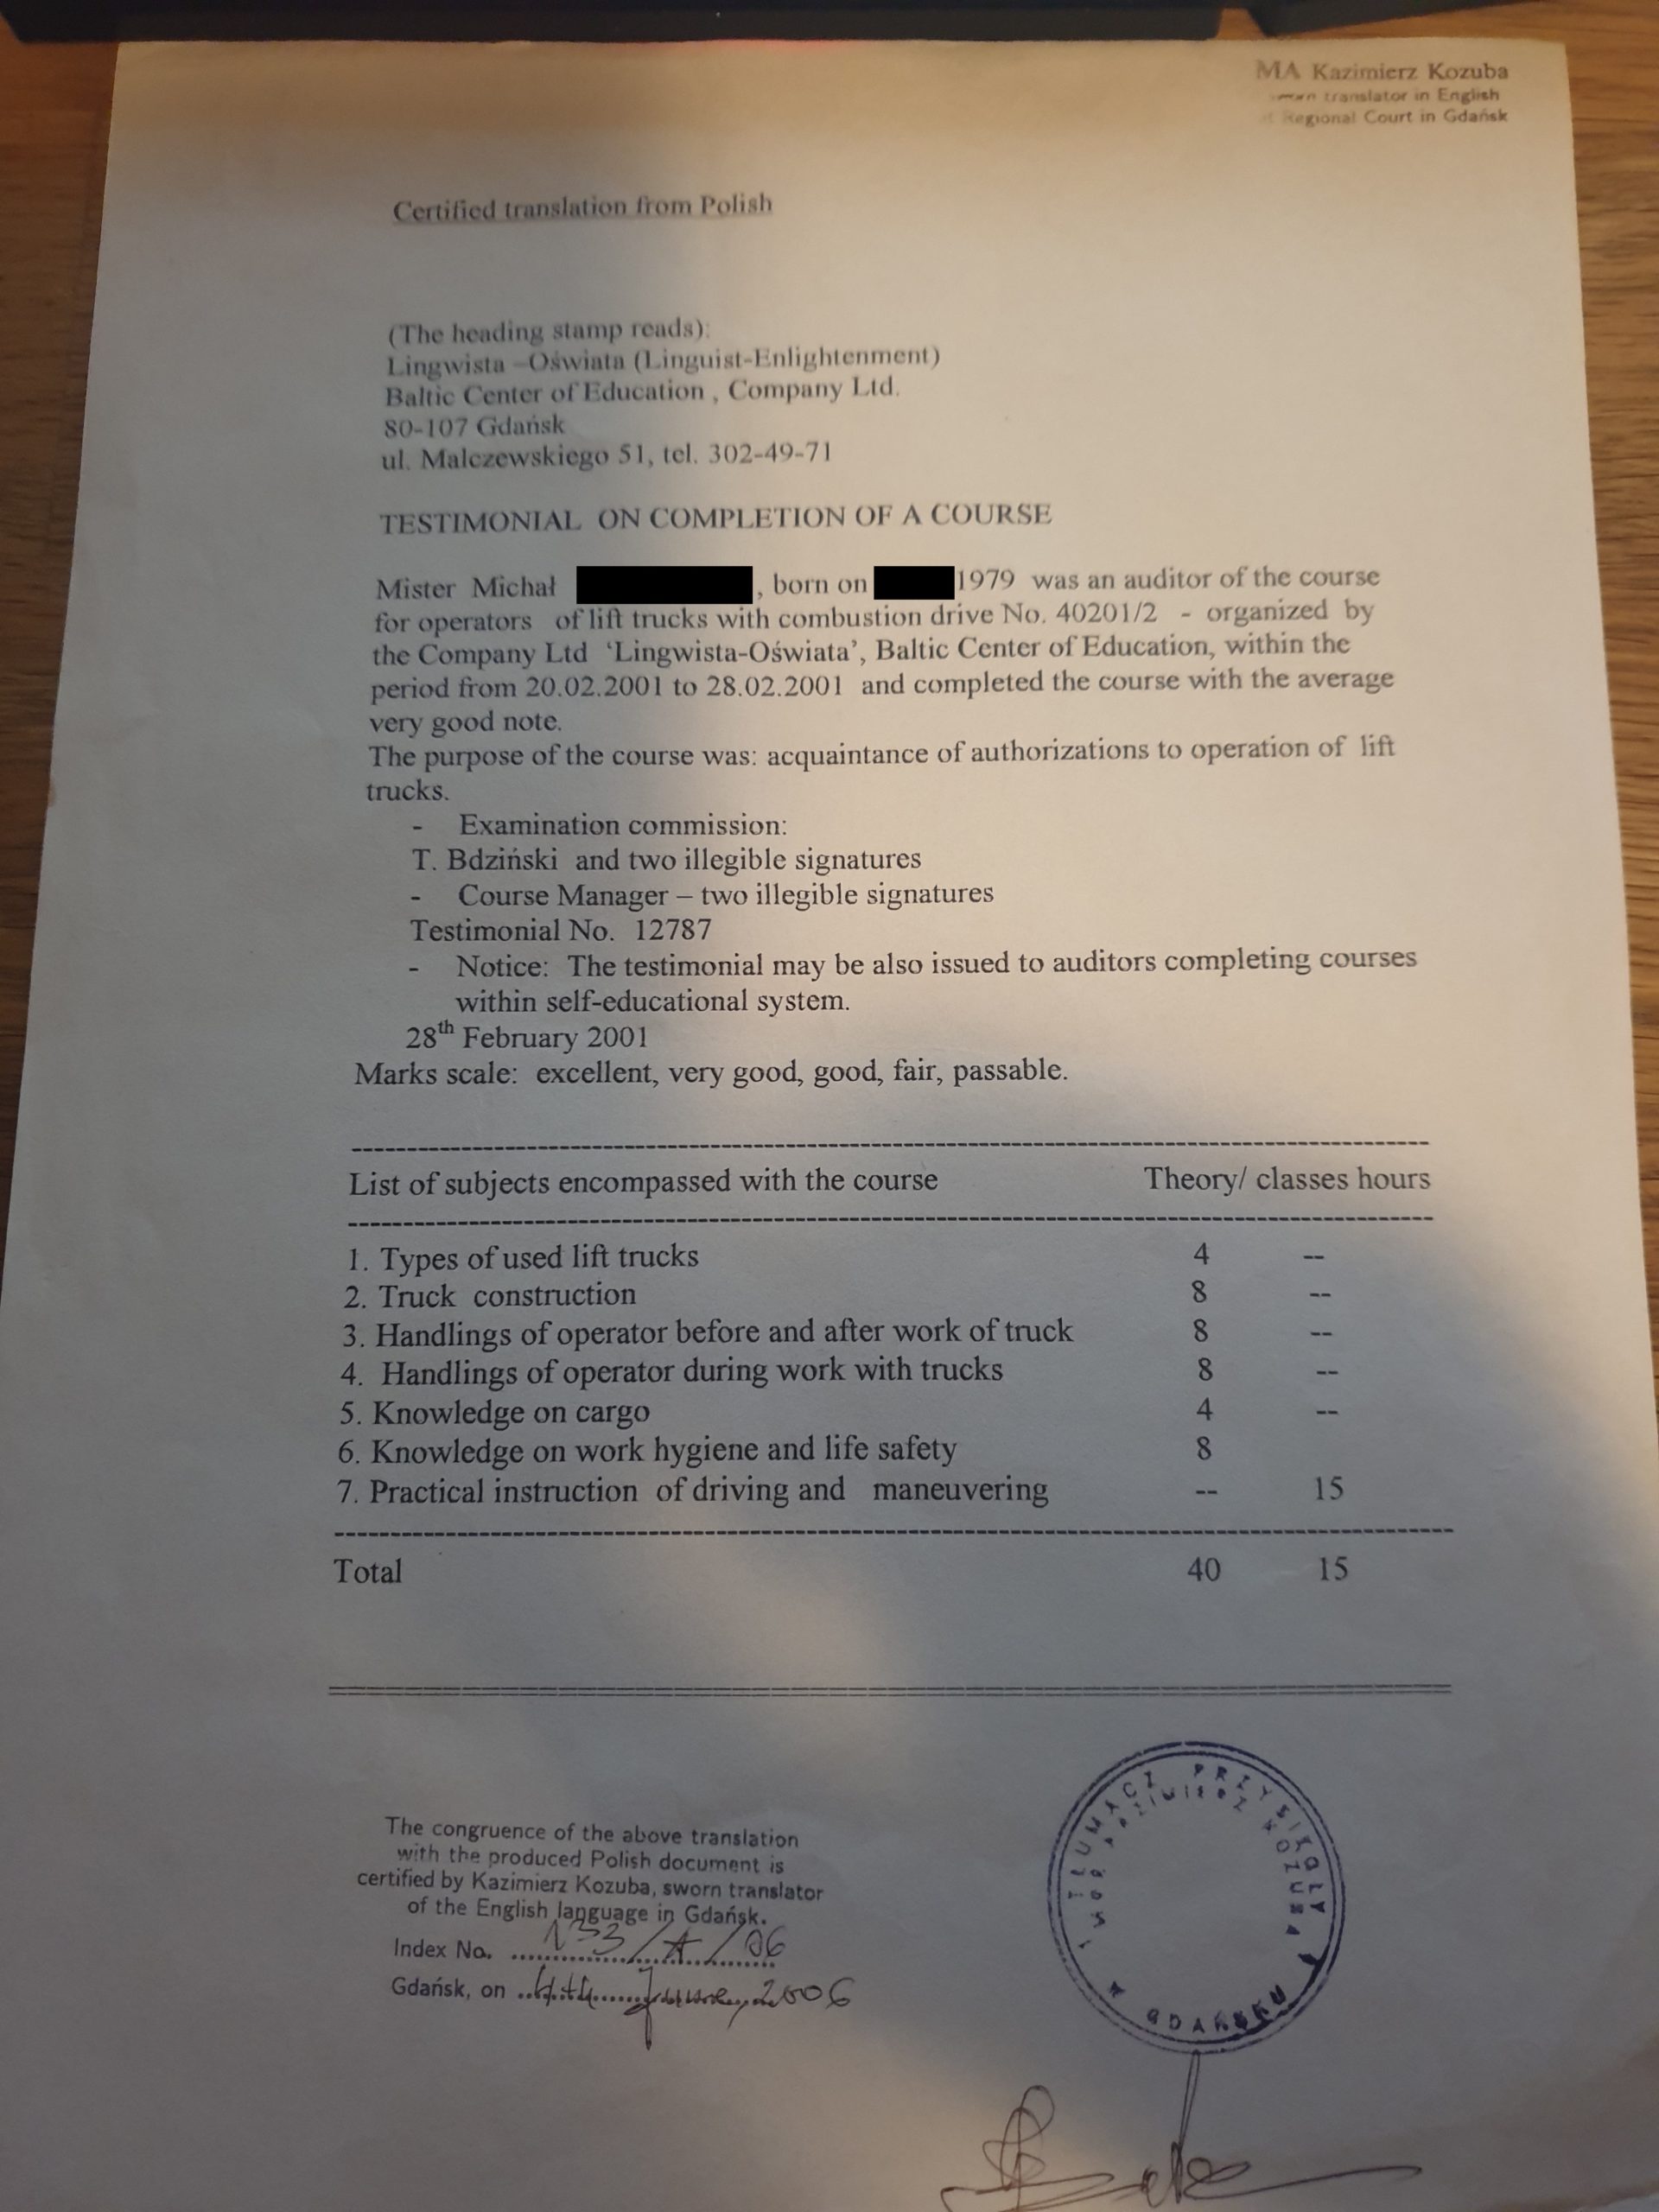 MA Kazimierz Kozuba
translator in English
Regional Court in Gdańsk
Certified translation from Polish
(The heading stamp reads):
Lingwista –Oświata (Linguist-Enlightenment)
Baltic Center of Education , Company Ltd.
80-107 Gdańsk
ul. Malczewskiego 51, tel. 302-49-71
TESTIMONIAL ON COMPLETION OF A COURSE
Mister Michał , born on 1979 was an auditor of the course
for operators of lift trucks with combustion drive No. 40201/2 - organized by
the Company Ltd ‘Lingwista-Oświata’, Baltic Center of Education, within the
period from 20.02.2001 to 28.02.2001 and completed the course with the average
very good note.
The purpose of the course was: acquaintance of authorizations to operation of lift
trucks.
- Examination commission:
T. Bdziński and two illegible signatures
- Course Manager – two illegible signatures
Testimonial No. 12787
- Notice: The testimonial may be also issued to auditors completing courses
within self-educational system.
28th February 2001
Marks scale: excellent, very good, good, fair, passable.
List of subjects encompassed with the course Theory/ classes hours
1. Types of used lift trucks 4 --
2. Truck construction 8 --
3. Handlings of operator before and after work of truck 8 --
4. Handlings of operator during work with trucks 8 --
5. Knowledge on cargo 4 --
6. Knowledge on work hygiene and life safety 8
7. Practical instruction of driving and maneuvering -- 15
Total 40 15
The congruence of the above translation
with the produced Polish document is
certified by Kazimierz Kozuba, sworn translator
of the English language in Gdańsk.
Index No. /A/06
Gdańsk, on 2006
TŁUMACZ PRZYSIĘGŁY
KAZIMIERZ KOZUBA
GDAŃSKU